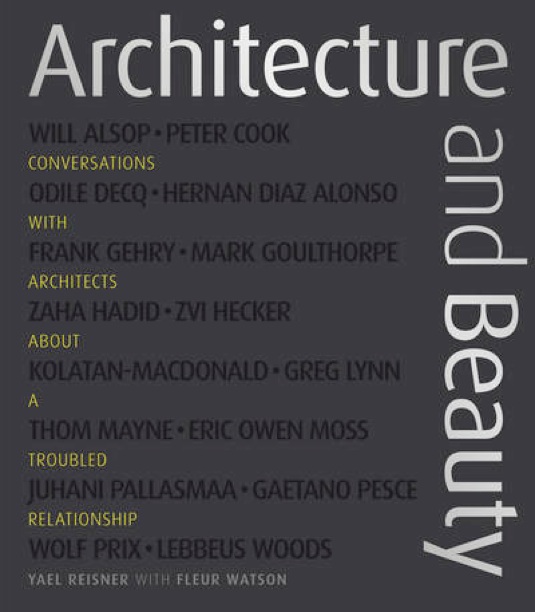 Architecture
and Beauty
WILL ALSOP • PETER COOK
CONVERSATIONS
ODILE DECQ • HERNAN DIAZ ALONSO
WITH
FRANK GEHRY • MARK GOULTHORPE
ARCHITECTS
ZAHA HADID • ZVI HECKER
ABOUT
KOLATAN-MACDONALD • GREG LYNN
A
THOM MAYNE • ERIC OWEN MOSS
TROUBLED
JUHANI PALLASMAA • GAETANO PESCE
RELATIONSHIP
WOLF PRIX • LEBBEUS WOODS
YAEL REISNER WITH FLEUR WATSON